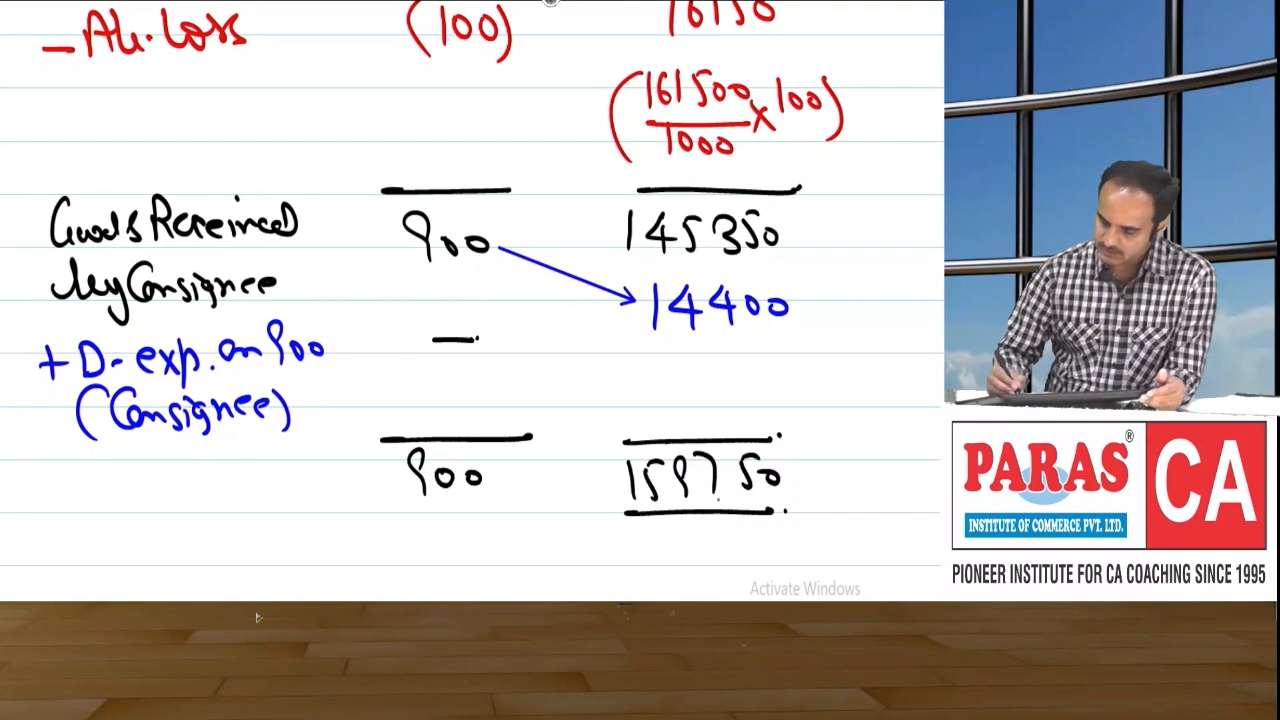 - Ab. Loss (100) 16150
(161500/1000 × 100)
Goods Received 900 145350
by Consignee 14400
+ D. exp. on 900 —
(Consignee)
900 159750
PARAS®
CA
INSTITUTE OF COMMERCE PVT. LTD.
PIONEER INSTITUTE FOR CA COACHING SINCE 1995
Activate Windows